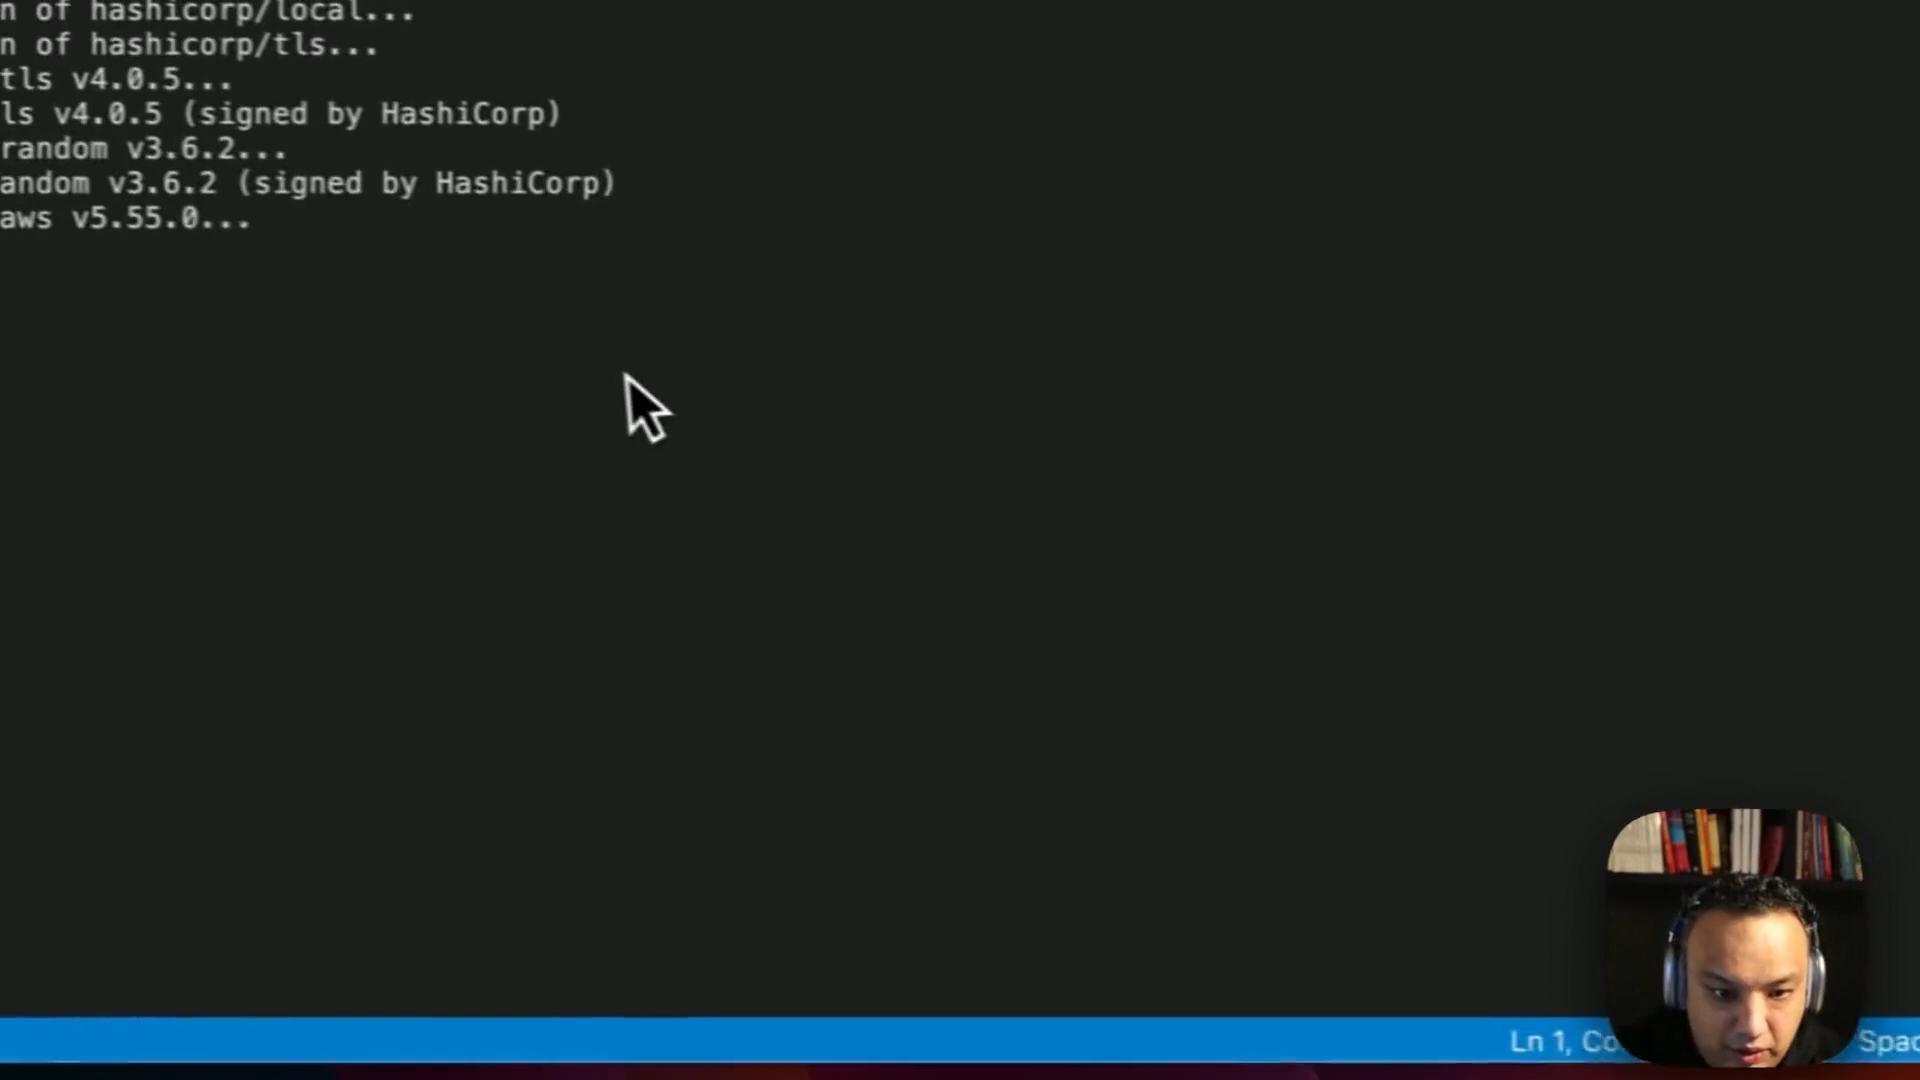 n of hashicorp/local...
n of hashicorp/tls...
tls v4.0.5...
ls v4.0.5 (signed by HashiCorp)
random v3.6.2...
andom v3.6.2 (signed by HashiCorp)
aws v5.55.0...
Ln 1, Co
Spac